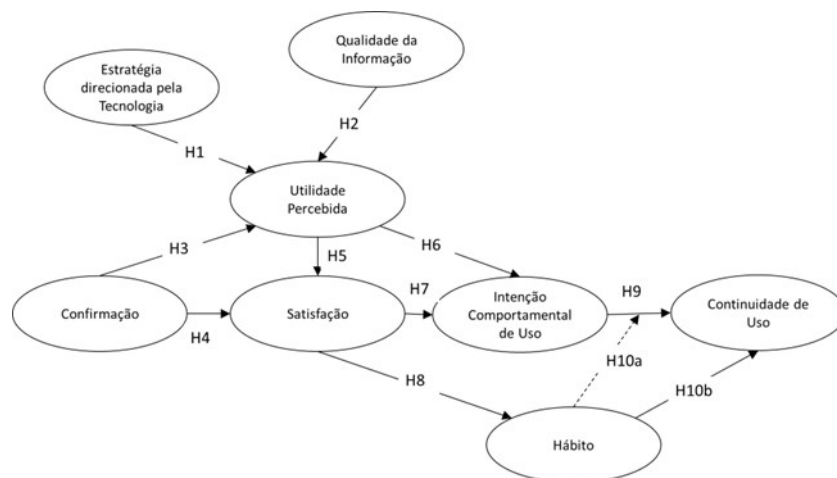 Qualidade da
Informação
Estratégia
direcionada pela
Tecnologia
H2
H1
Utilidade
Percebida
H3
H5
H6
Confirmação
H4
Satisfação
H7
Intenção
Comportamental
de Uso
H9
Continuidade de
Uso
H8
H10a
H10b
Hábito